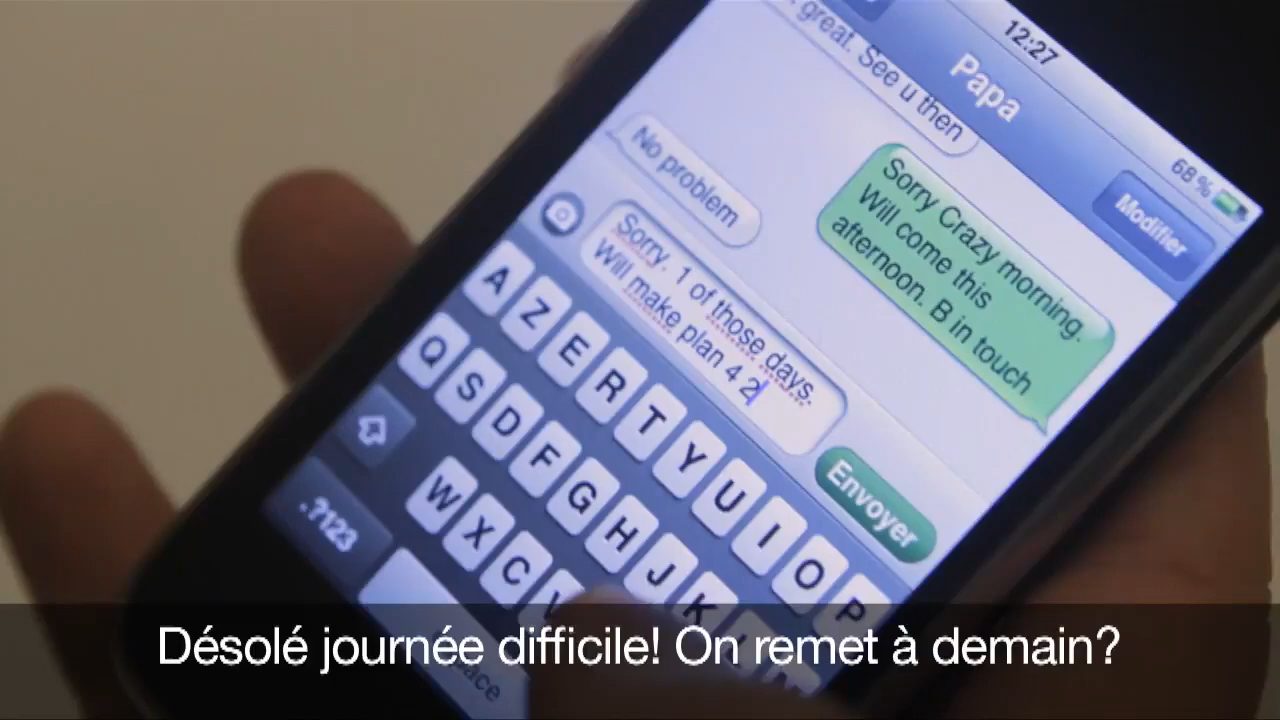 12:27
68 %
Papa
Modifier
great. See u then
Sorry Crazy morning.
Will come this
afternoon. B in touch
No problem
Sorry. 1 of those days.
Will make plan 4 2
Envoyer
A Z E R T Y U I O P
Q S D F G H J K L M
W X C V
.?123
Désolé journée difficile! On remet à demain?